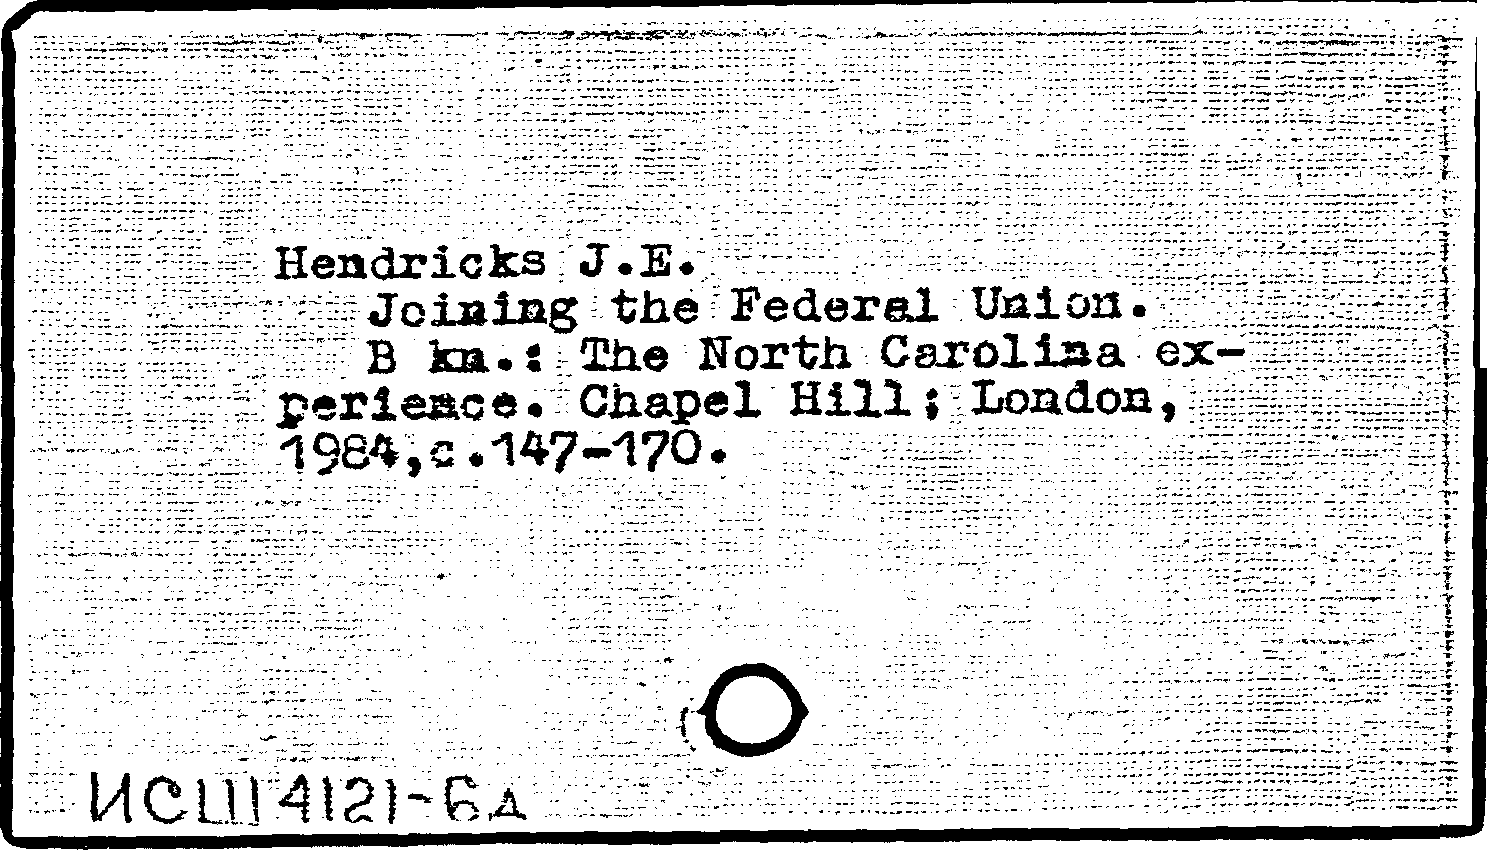 Hendricks J.E.
Joining the Federal Union.
В кн.: The North Carolina ex-
perience. Chapel Hill; London,
1984,с.147-170.
ИСШ 4121-6д